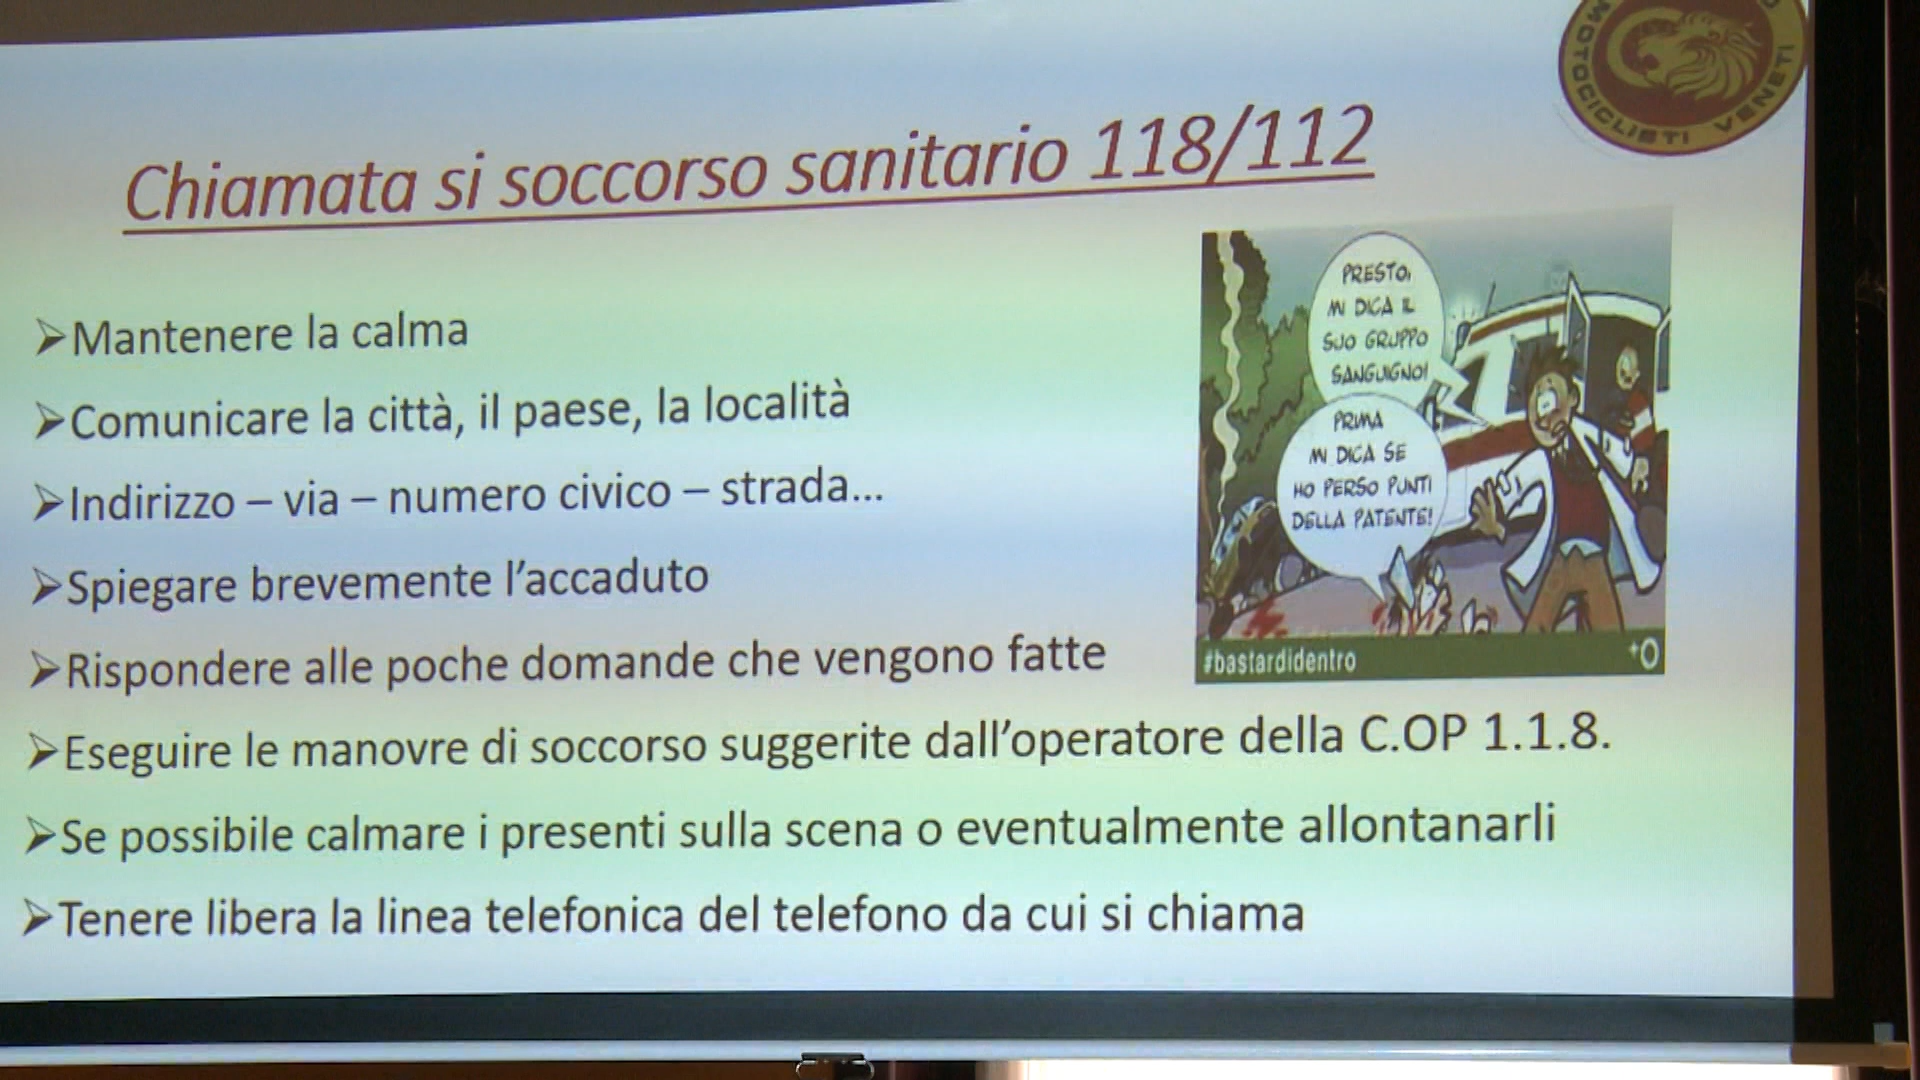 MOTOCICLISTI VENETI
Chiamata si soccorso sanitario 118/112
➢Mantenere la calma
➢Comunicare la città, il paese, la località
➢Indirizzo – via – numero civico – strada...
➢Spiegare brevemente l'accaduto
➢Rispondere alle poche domande che vengono fatte
➢Eseguire le manovre di soccorso suggerite dall'operatore della C.OP 1.1.8.
➢Se possibile calmare i presenti sulla scena o eventualmente allontanarli
➢Tenere libera la linea telefonica del telefono da cui si chiama
PRESTO,
MI DICA IL
SUO GRUPPO
SANGUIGNO!
PRIMA
MI DICA SE
HO PERSO PUNTI
DELLA PATENTE!
#bastardidentro
+O